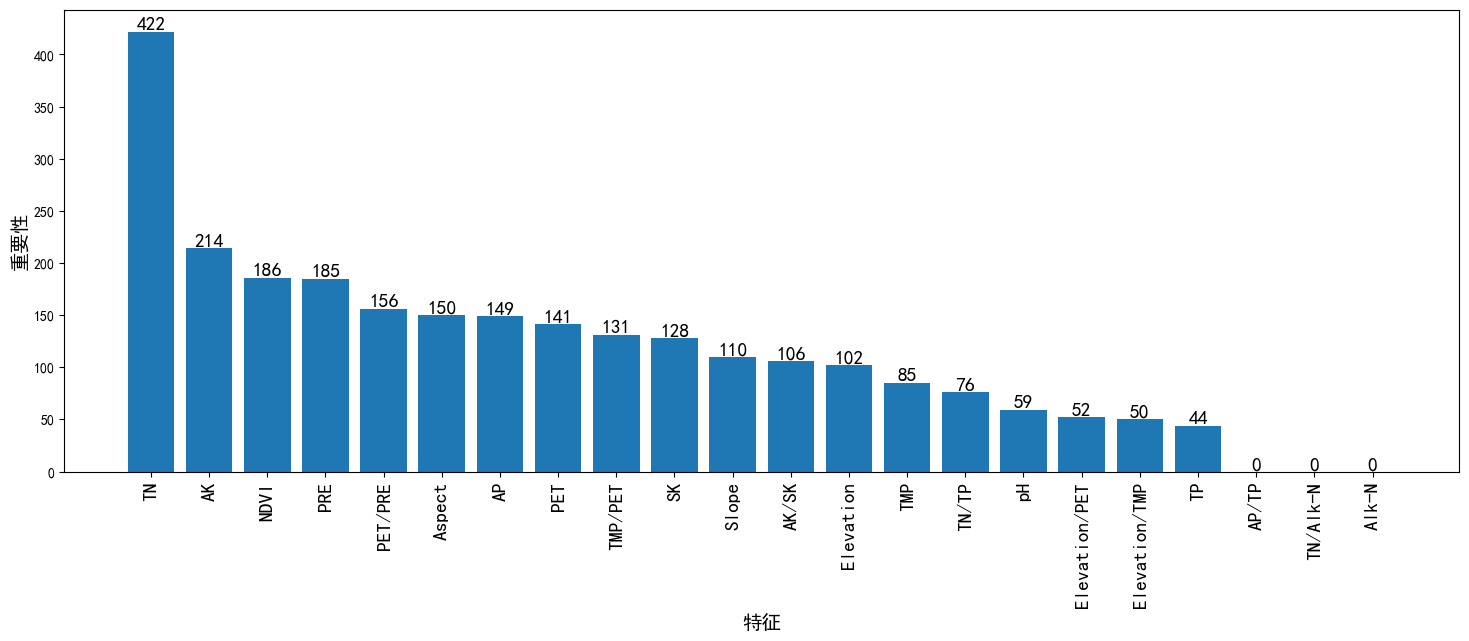 重要性
400
350
300
250
200
150
100
50
0
422
214
186
185
156
150
149
141
131
128
110
106
102
85
76
59
52
50
44
0
0
0
TN
AK
NDVI
PRE
PET/PRE
Aspect
AP
PET
TMP/PET
SK
Slope
AK/SK
Elevation
TMP
TN/TP
pH
Elevation/PET
Elevation/TMP
TP
AP/TP
TN/Alk-N
Alk-N
特征